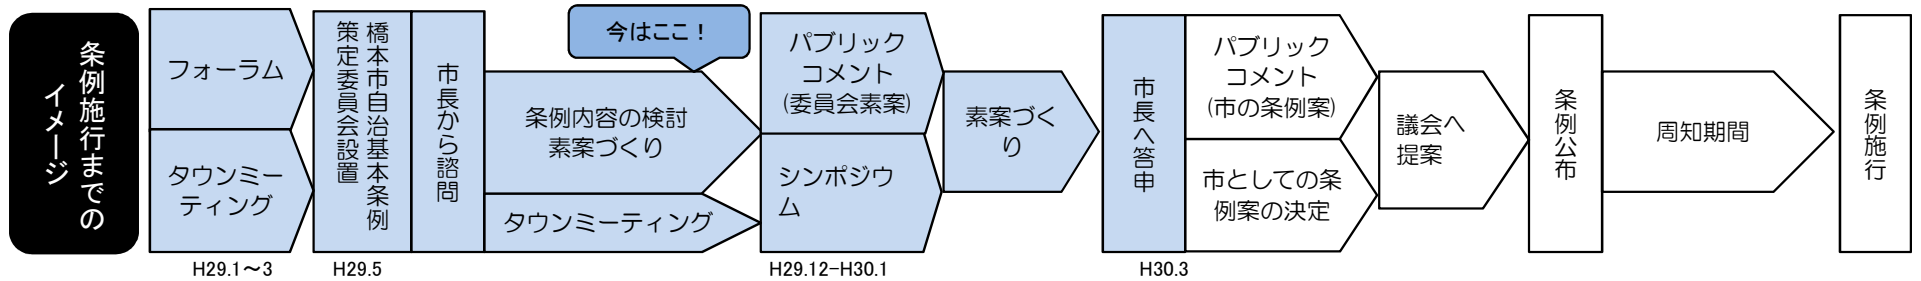 条例施行までの
イメージ
フォーラム
タウンミー
ティング
橋本市自治基本条例
策定委員会設置
市長から諮問
今はここ！
条例内容の検討
素案づくり
タウンミーティング
パブリック
コメント
(委員会素案)
シンポジウ
ム
素案づく
り
市長へ答申
パブリック
コメント
(市の条例案)
市としての条
例案の決定
議会へ
提案
条例公布
周知期間
条例施行
H29.1～3
H29.5
H29.12-H30.1
H30.3